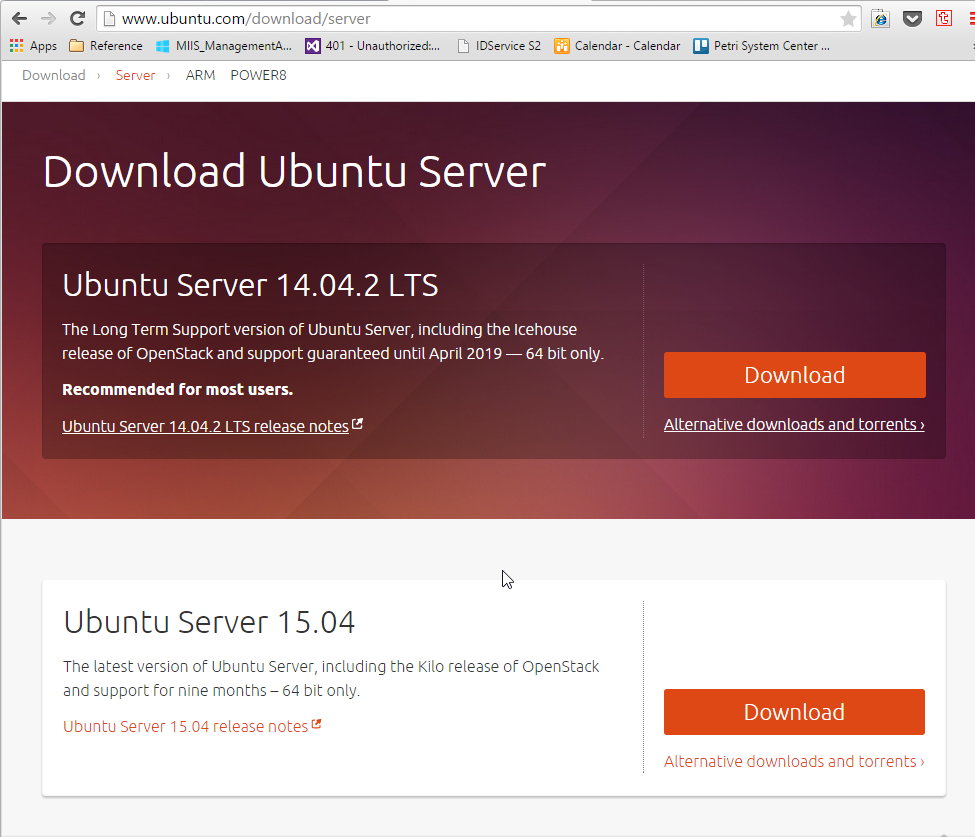 www.ubuntu.com/download/server
Apps Reference MIIS_ManagementA... 401 - Unauthorized:... IDService S2 Calendar - Calendar Petri System Center ...
Download › Server › ARM POWER8
Download Ubuntu Server
Ubuntu Server 14.04.2 LTS
The Long Term Support version of Ubuntu Server, including the Icehouse
release of OpenStack and support guaranteed until April 2019 — 64 bit only.
Download
Recommended for most users.
Ubuntu Server 14.04.2 LTS release notes
Alternative downloads and torrents ›
Ubuntu Server 15.04
The latest version of Ubuntu Server, including the Kilo release of OpenStack
and support for nine months – 64 bit only.
Download
Ubuntu Server 15.04 release notes
Alternative downloads and torrents ›